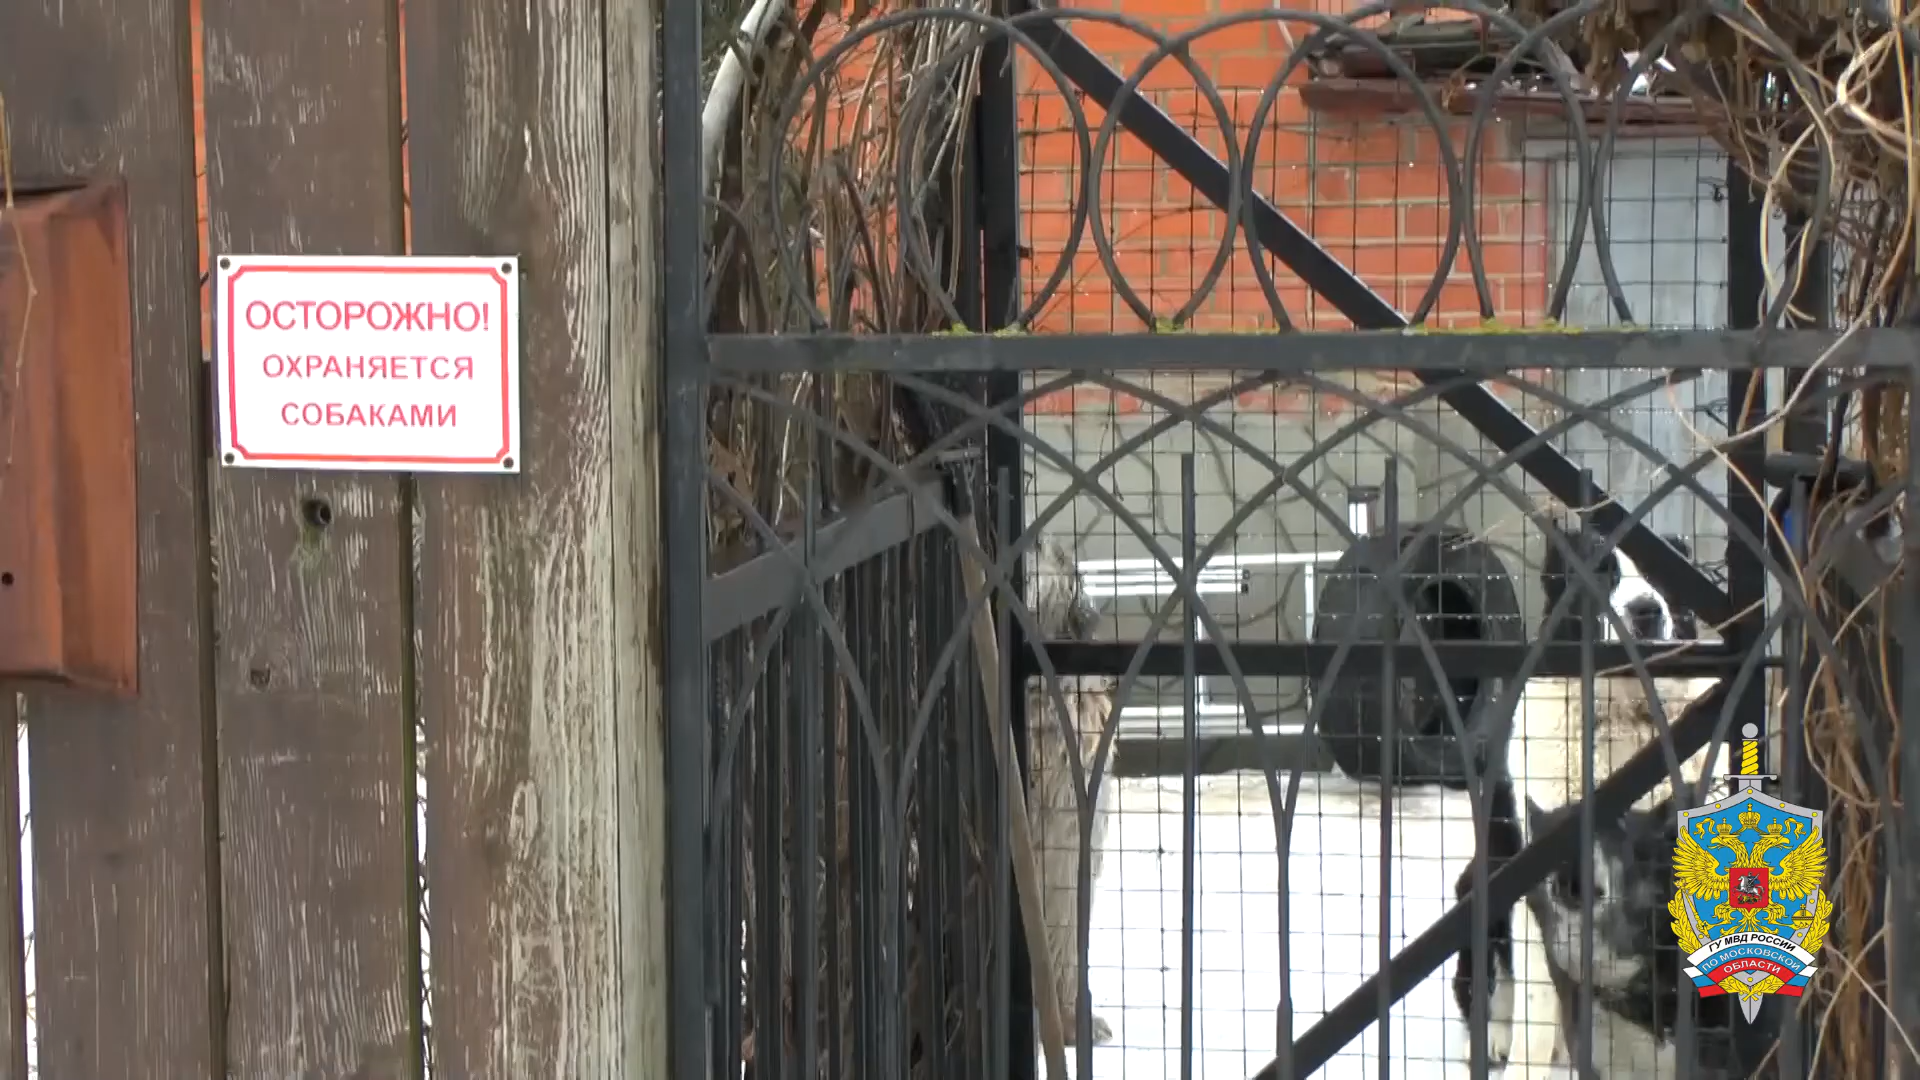 ОСТОРОЖНО!
ОХРАНЯЕТСЯ
СОБАКАМИ
ГУ МВД РОССИИ
ПО МОСКОВСКОЙ
ОБЛАСТИ